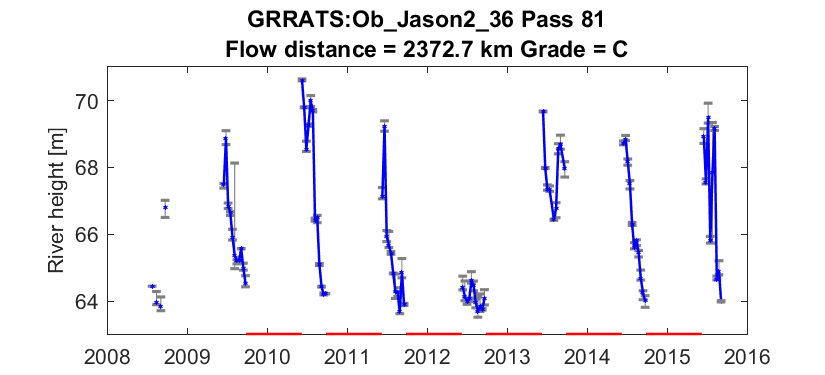 GRRATS:Ob_Jason2_36 Pass 81
Flow distance = 2372.7 km Grade = C
River height [m]
70
68
66
64
2008 2009 2010 2011 2012 2013 2014 2015 2016